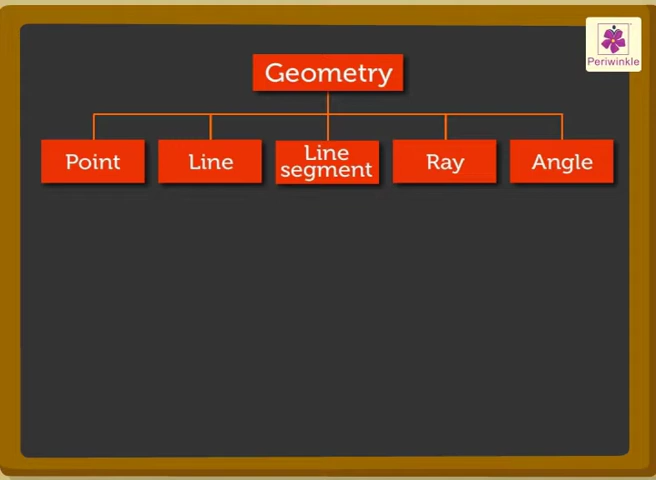 Periwinkle
Geometry
Point
Line
Line
segment
Ray
Angle